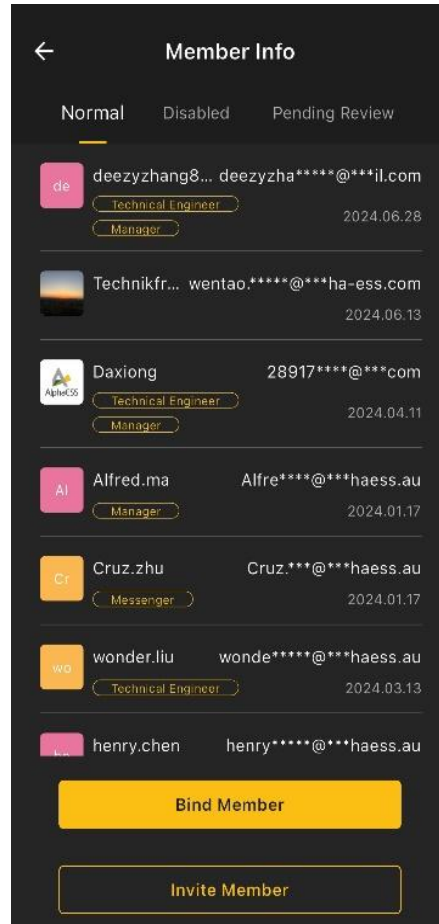 Member Info
Normal Disabled Pending Review
de deezyzhang8... deezyzha*****@***il.com
Technical Engineer
Manager 2024.06.28
Technikfr... wentao.*****@***ha-ess.com
2024.06.13
AlphaESS Daxiong 28917****@***com
Technical Engineer
Manager 2024.04.11
Al Alfred.ma Alfre****@***haess.au
Manager 2024.01.17
Cr Cruz.zhu Cruz.***@***haess.au
Messenger 2024.01.17
wo wonder.liu wonde*****@***haess.au
Technical Engineer 2024.03.13
he henry.chen henry*****@***haess.au
Bind Member
Invite Member